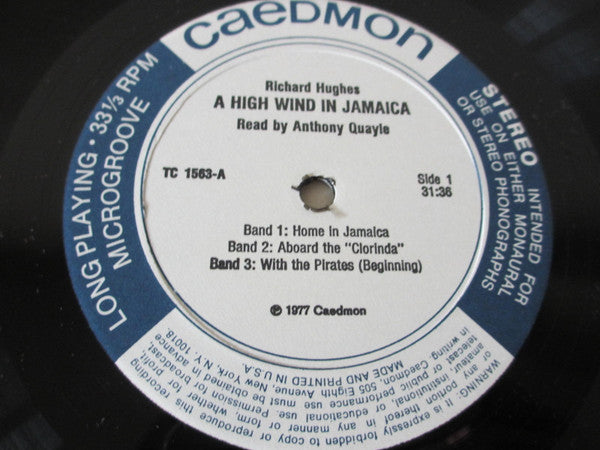 CAEDMON
Richard Hughes
A HIGH WIND IN JAMAICA
Read by Anthony Quayle
TC 1563-A
Side 1
31:36
Band 1: Home in Jamaica
Band 2: Aboard the "Clorinda"
Band 3: With the Pirates (Beginning)
℗ 1977 Caedmon
LONG PLAYING • 33⅓ RPM
MICROGROOVE
STEREO INTENDED FOR
USE ON EITHER MONAURAL
OR STEREO PHONOGRAPHS
WARNING: It is expressly forbidden to copy or reproduce this recording
or any portion thereof in any manner or form, whether for profit,
or any institutional, or educational use. Permission for broadcast,
telecast or public performance use must be obtained in advance
in writing from Caedmon, 505 Eighth Avenue, New York, N.Y. 10018
MADE AND PRINTED IN U.S.A.